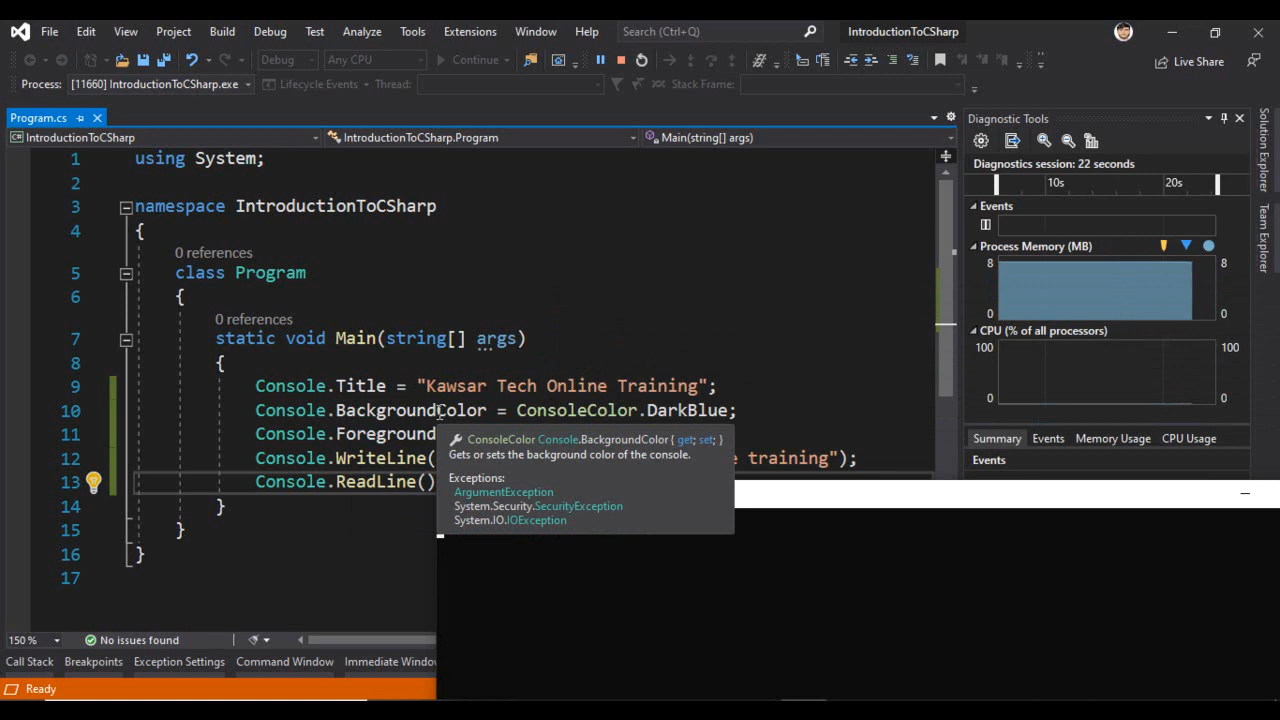 File Edit View Project Build Debug Test Analyze Tools Extensions Window Help Search (Ctrl+Q) IntroductionToCSharp
Debug Any CPU Continue Live Share
Process: [11660] IntroductionToCSharp.exe Lifecycle Events Thread: Stack Frame:
Program.cs
IntroductionToCSharp IntroductionToCSharp.Program Main(string[] args)
1 using System;
2
3 namespace IntroductionToCSharp
4 {
0 references
5 class Program
6 {
0 references
7 static void Main(string[] args)
8 {
9 Console.Title = "Kawsar Tech Online Training";
10 Console.BackgroundColor = ConsoleColor.DarkBlue;
11 Console.Foreground
12 Console.WriteLine( e training");
13 Console.ReadLine()
14 }
15 }
16 }
17
ConsoleColor Console.BackgroundColor { get; set; }
Gets or sets the background color of the console.
Exceptions:
ArgumentException
System.Security.SecurityException
System.IO.IOException
150 % No issues found
Call Stack Breakpoints Exception Settings Command Window Immediate Window
Ready
Diagnostic Tools
Diagnostics session: 22 seconds
10s 20s
Events
Process Memory (MB)
8 8
0 0
CPU (% of all processors)
100 100
0 0
Summary Events Memory Usage CPU Usage
Events
Solution Explorer
Team Explorer